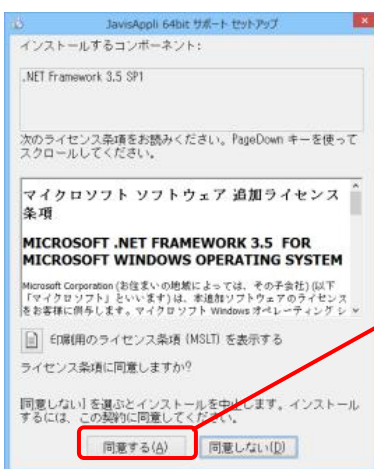 JavisAppli 64bit サポート セットアップ
インストールするコンポーネント:
.NET Framework 3.5 SP1
次のライセンス条項をお読みください。PageDown キーを使って
スクロールしてください。
マイクロソフト ソフトウェア 追加ライセンス
条項
MICROSOFT .NET FRAMEWORK 3.5 FOR
MICROSOFT WINDOWS OPERATING SYSTEM
Microsoft Corporation (お住まいの地域によっては、その子会社) (以下
「マイクロソフト」といいます) は、本追加ソフトウェアのライセンス
をお客様に供与します。マイクロソフト Windows オペレーティング シ
印刷用のライセンス条項 (MSLT) を表示する
ライセンス条項に同意しますか?
[同意しない] を選ぶとインストールを中止します。インストール
するには、この契約に同意してください。
同意する(A)
同意しない(D)